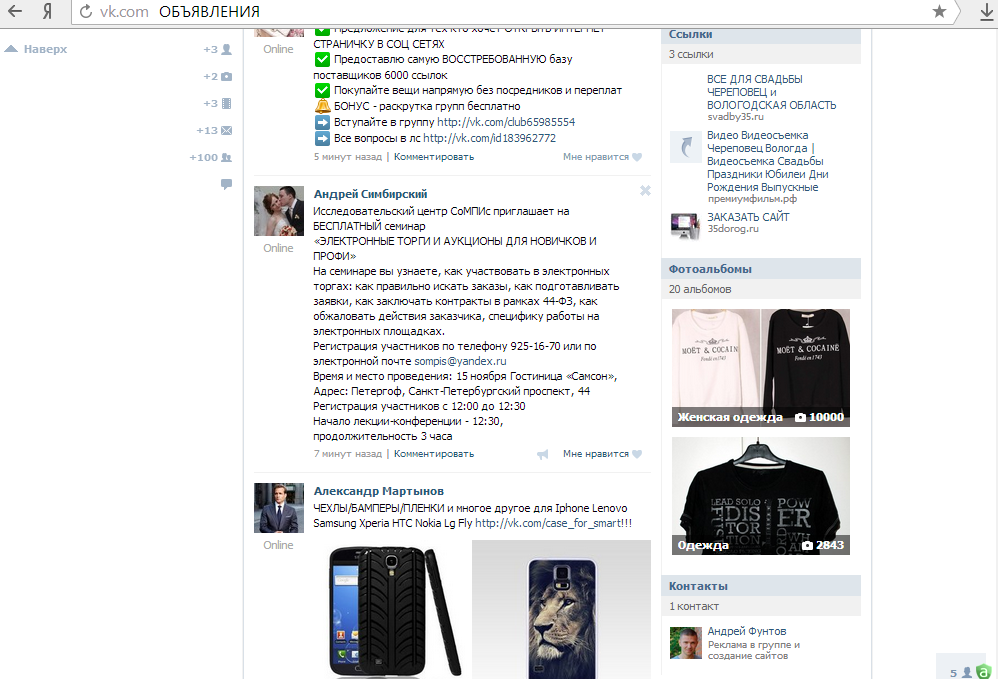 Я
vk.com ОБЪЯВЛЕНИЯ
Наверх
+3
+2
+3
+13
+100
Online
Предложение для тех кто хочет ОТКРЫТЬ ИНТЕРНЕТ
СТРАНИЧКУ В СОЦ СЕТЯХ
Предоставлю самую ВОССТРЕБОВАННУЮ базу
поставщиков 6000 ссылок
Покупайте вещи напрямую без посредников и переплат
БОНУС - раскрутка групп бесплатно
Вступайте в группу http://vk.com/club65985554
Все вопросы в лс http://vk.com/id183962772
5 минут назад | Комментировать Мне нравится
Андрей Симбирский
Online
Исследовательский центр СоМПИс приглашает на
БЕСПЛАТНЫЙ семинар
«ЭЛЕКТРОННЫЕ ТОРГИ И АУКЦИОНЫ ДЛЯ НОВИЧКОВ И
ПРОФИ»
На семинаре вы узнаете, как участвовать в электронных
торгах: как правильно искать заказы, как подготавливать
заявки, как заключать контракты в рамках 44-ФЗ, как
обжаловать действия заказчика, специфику работы на
электронных площадках.
Регистрация участников по телефону 925-16-70 или по
электронной почте sompis@yandex.ru
Время и место проведения: 15 ноября Гостиница «Самсон»,
Адрес: Петергоф, Санкт-Петербургский проспект, 44
Регистрация участников с 12:00 до 12:30
Начало лекции-конференции - 12:30,
продолжительность 3 часа
7 минут назад | Комментировать Мне нравится
Александр Мартынов
Online
ЧЕХЛЫ/БАМПЕРЫ/ПЛЕНКИ и многое другое для Iphone Lenovo
Samsung Xperia HTC Nokia Lg Fly http://vk.com/case_for_smart!!!
Ссылки
3 ссылки
ВСЕ ДЛЯ СВАДЬБЫ
ЧЕРЕПОВЕЦ и
ВОЛОГОДСКАЯ ОБЛАСТЬ
svadby35.ru
Видео Видеосъемка
Череповец Вологда |
Видеосъемка Свадьбы
Праздники Юбилеи Дни
Рождения Выпускные
премиумфильм.рф
ЗАКАЗАТЬ САЙТ
35dorog.ru
Фотоальбомы
20 альбомов
MOËT & COCAINE
Fondé en 1743
MOËT & COCAINE
Fondé en 1743
Женская одежда 10000
LEAD SOLO
DIS
TOR
TION
POW
ER
Одежда 2843
Контакты
1 контакт
Андрей Фунтов
Реклама в группе и
создание сайтов
5